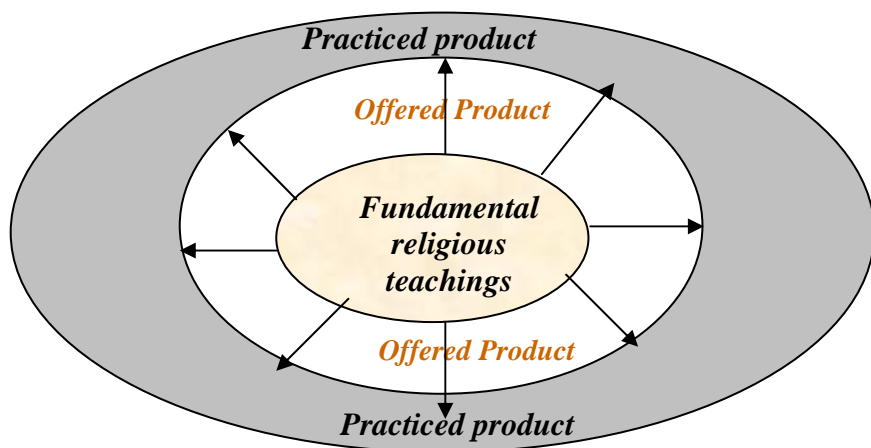 Practiced product
Offered Product
Fundamental
religious
teachings
Offered Product
Practiced product